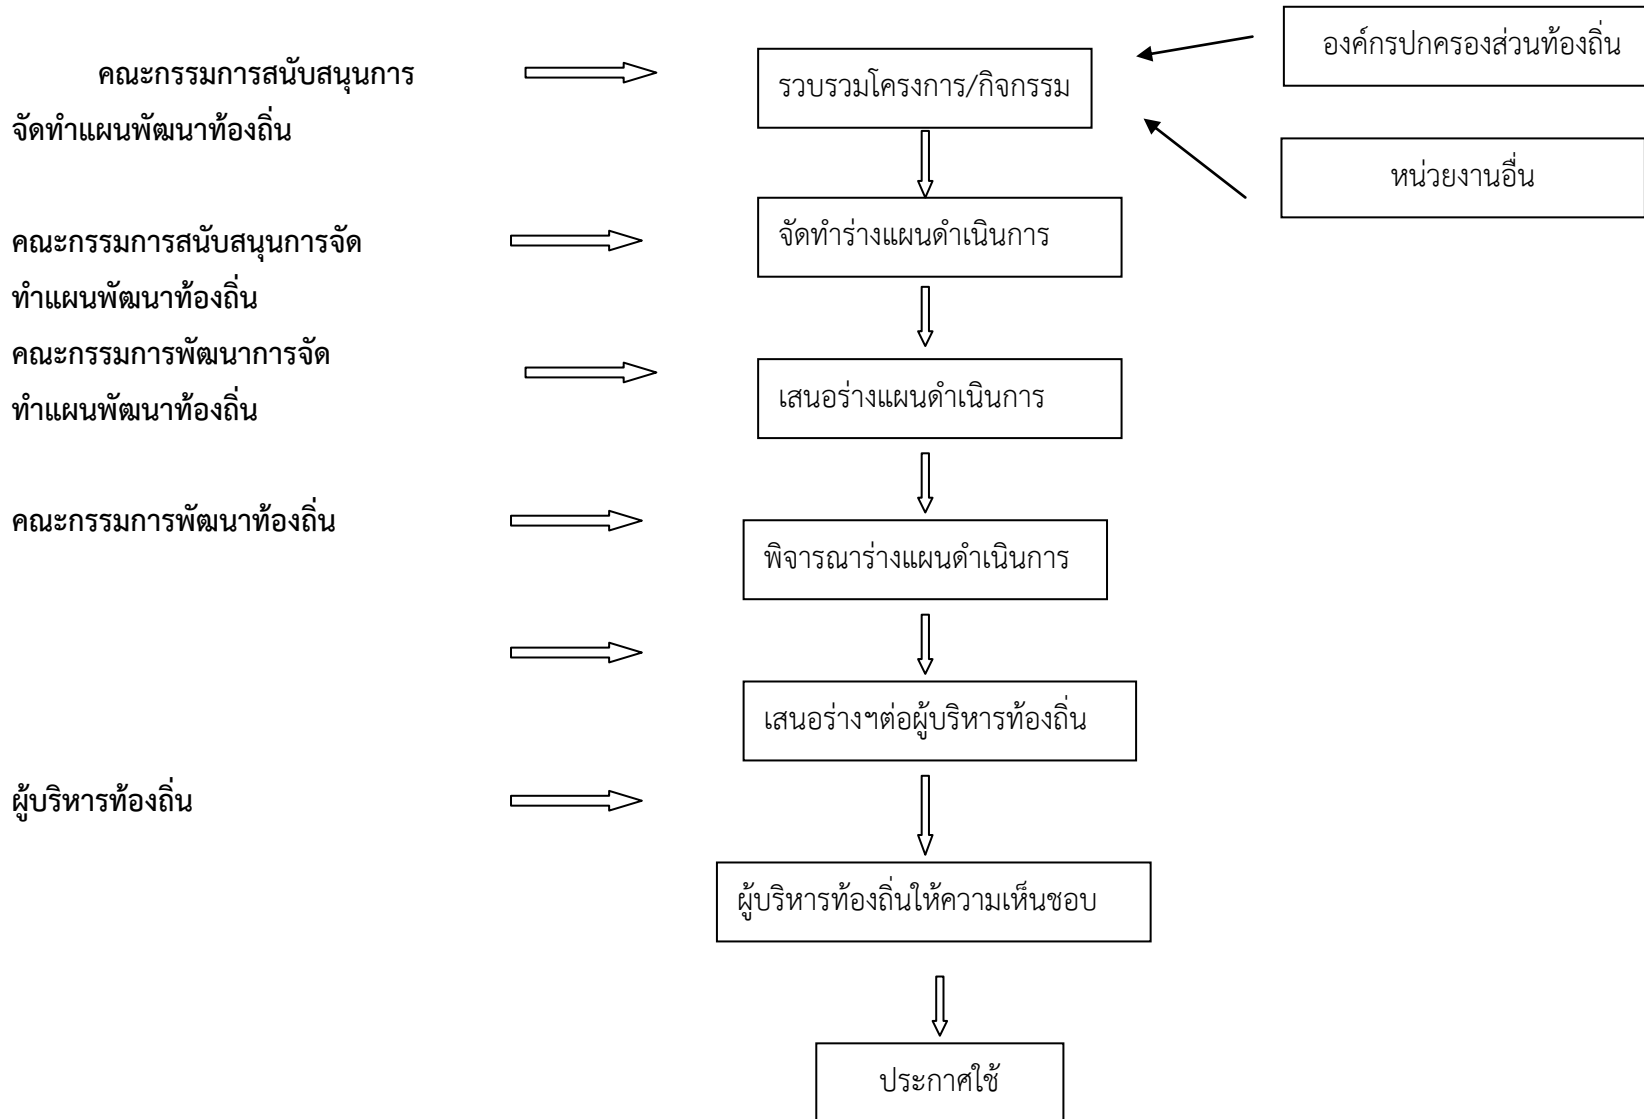 องค์กรปกครองส่วนท้องถิ่น
คณะกรรมการสนับสนุนการ
รวบรวมโครงการ/กิจกรรม
จัดทำแผนพัฒนาท้องถิ่น
หน่วยงานอื่น
คณะกรรมการสนับสนุนการจัด
จัดทำร่างแผนดำเนินการ
ทำแผนพัฒนาท้องถิ่น
คณะกรรมการพัฒนาการจัด
เสนอร่างแผนดำเนินการ
ทำแผนพัฒนาท้องถิ่น
คณะกรรมการพัฒนาท้องถิ่น
พิจารณาร่างแผนดำเนินการ
เสนอร่างฯต่อผู้บริหารท้องถิ่น
ผู้บริหารท้องถิ่น
ผู้บริหารท้องถิ่นให้ความเห็นชอบ
ประกาศใช้